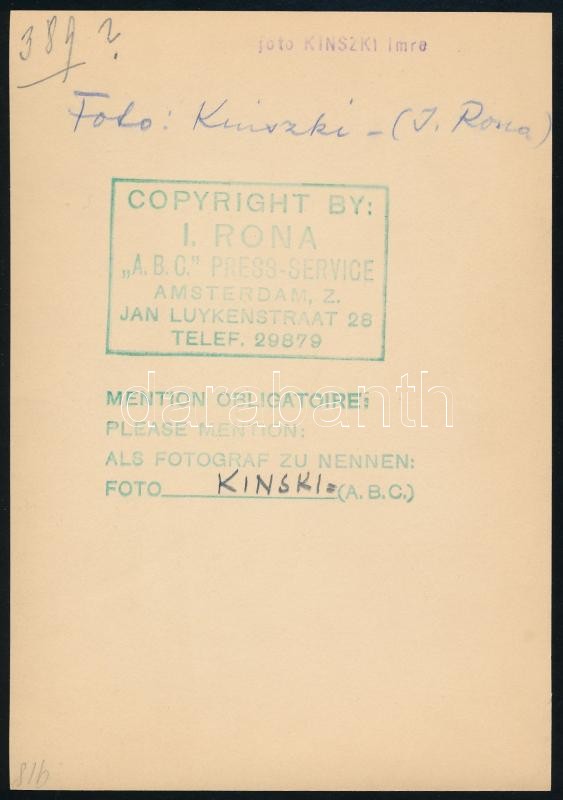 389?
foto KINSZKI Imre
Foto: Kinszki - (I. Rona)
COPYRIGHT BY:
I. RONA
„A.B.C." PRESS-SERVICE
AMSTERDAM, Z.
JAN LUYKENSTRAAT 28
TELEF. 29879
MENTION OBLIGATOIRE:
darabanth
PLEASE MENTION:
ALS FOTOGRAF ZU NENNEN:
FOTO KINSKI=(A.B.C.)